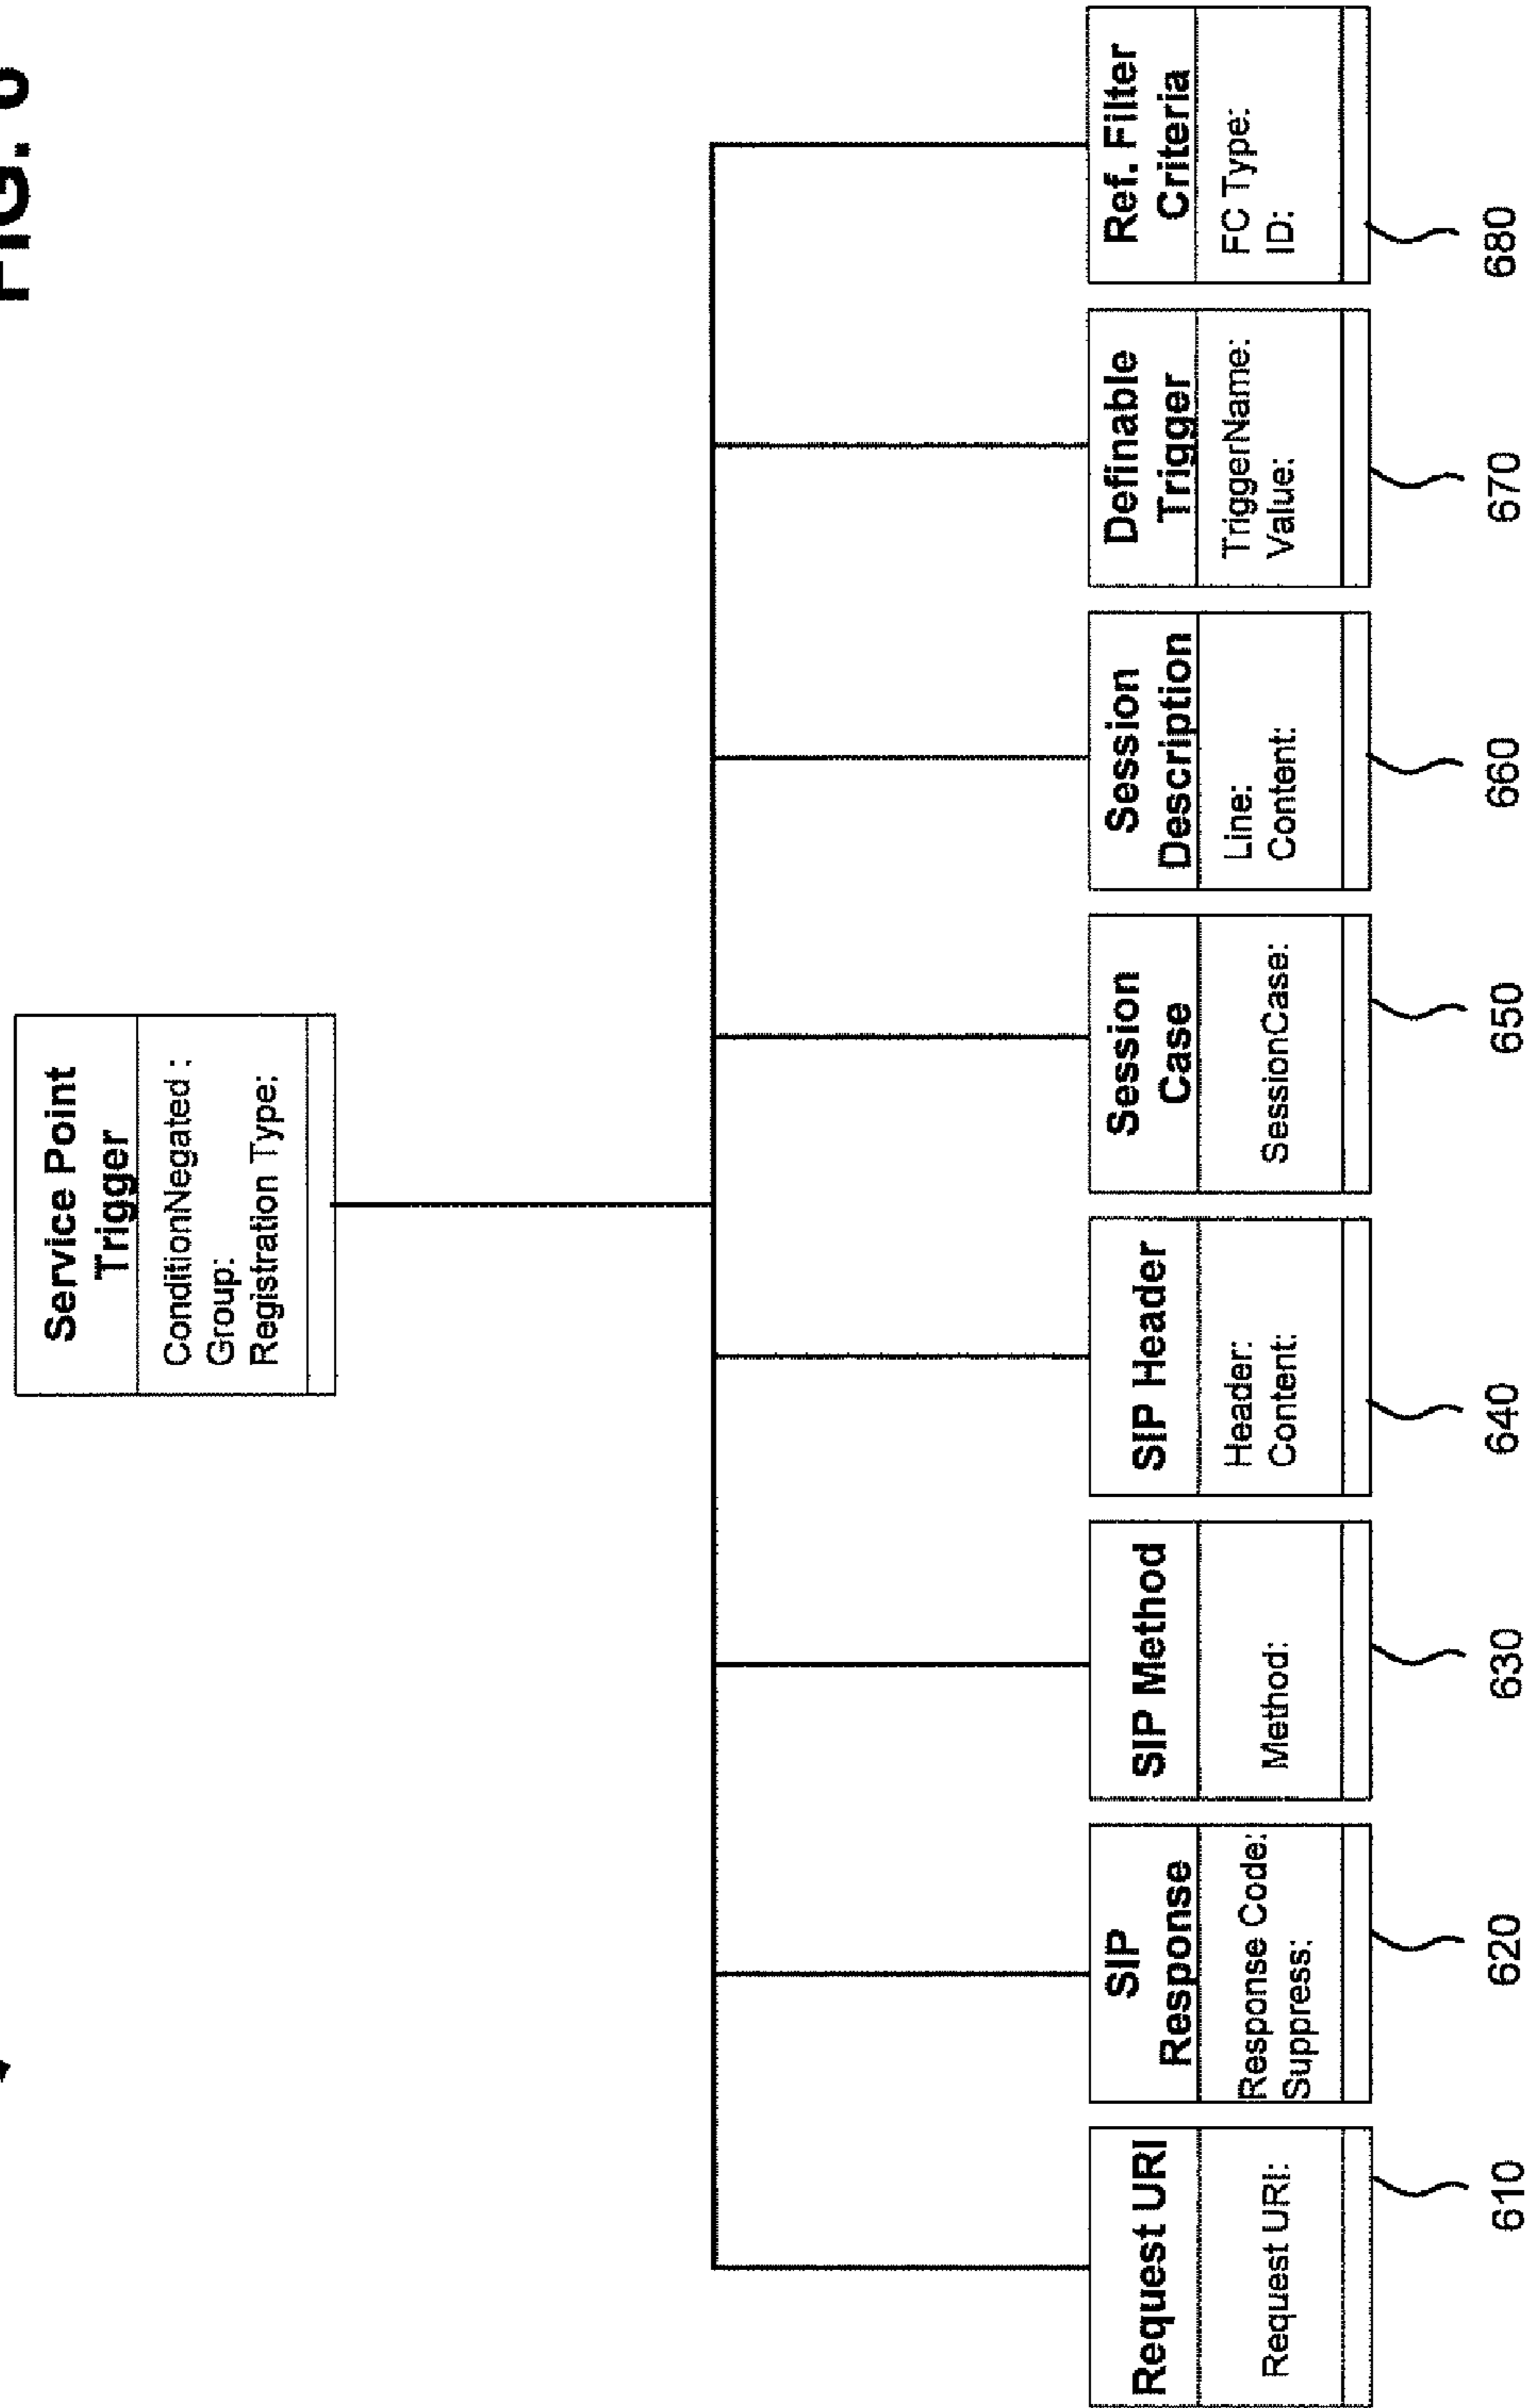 FIG. 6
Service Point
Trigger
ConditionNegated :
Group:
Registration Type:
Request URI
Request URI:
610
SIP
Response
Response Code:
Suppress:
620
SIP Method
Method:
630
SIP Header
Header:
Content:
640
Session
Case
SessionCase:
650
Session
Description
Line:
Content:
660
Definable
Trigger
TriggerName:
Value:
670
Ref. Filter
Criteria
FC Type:
ID:
680